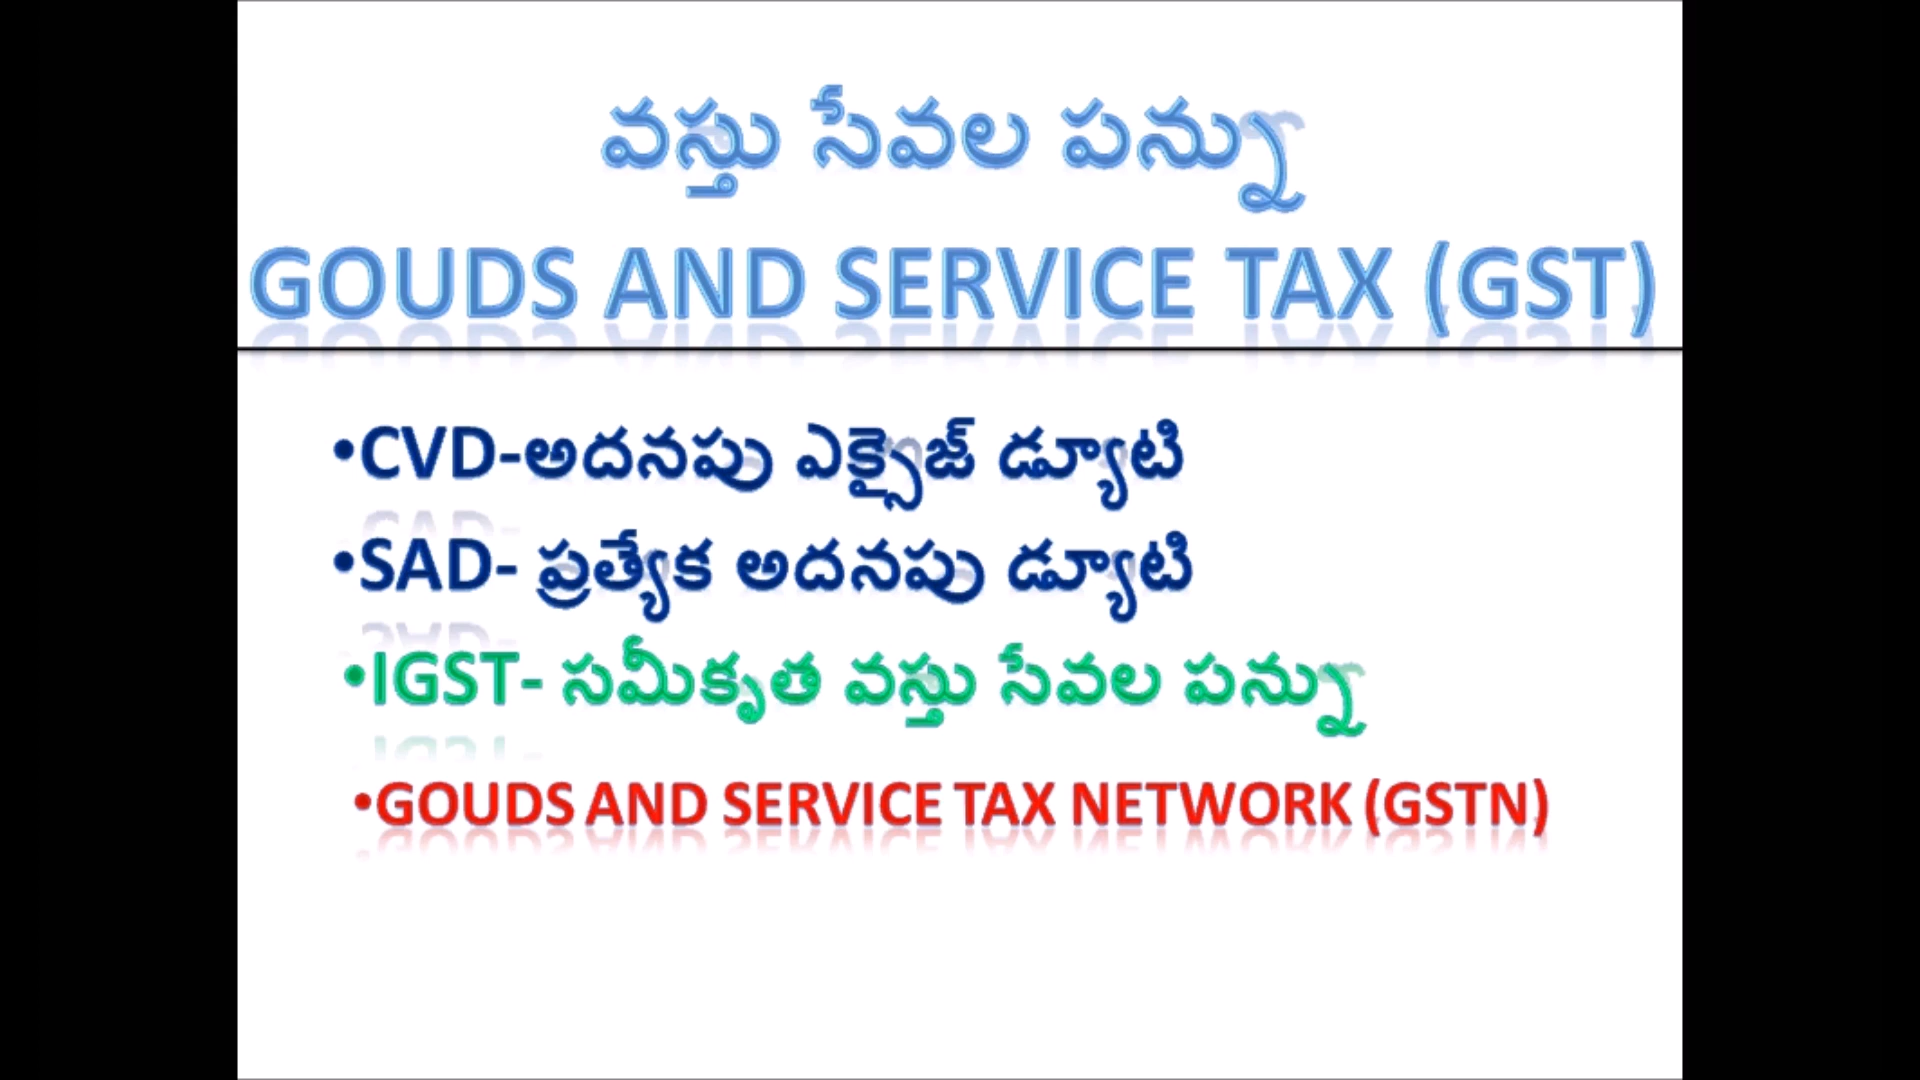 వస్తు సేవల పన్ను
GOUDS AND SERVICE TAX (GST)
•CVD-అదనపు ఎక్సైజ్ డ్యూటి
•SAD- ప్రత్యేక అదనపు డ్యూటి
•IGST- సమీకృత వస్తు సేవల పన్ను
•GOUDS AND SERVICE TAX NETWORK (GSTN)